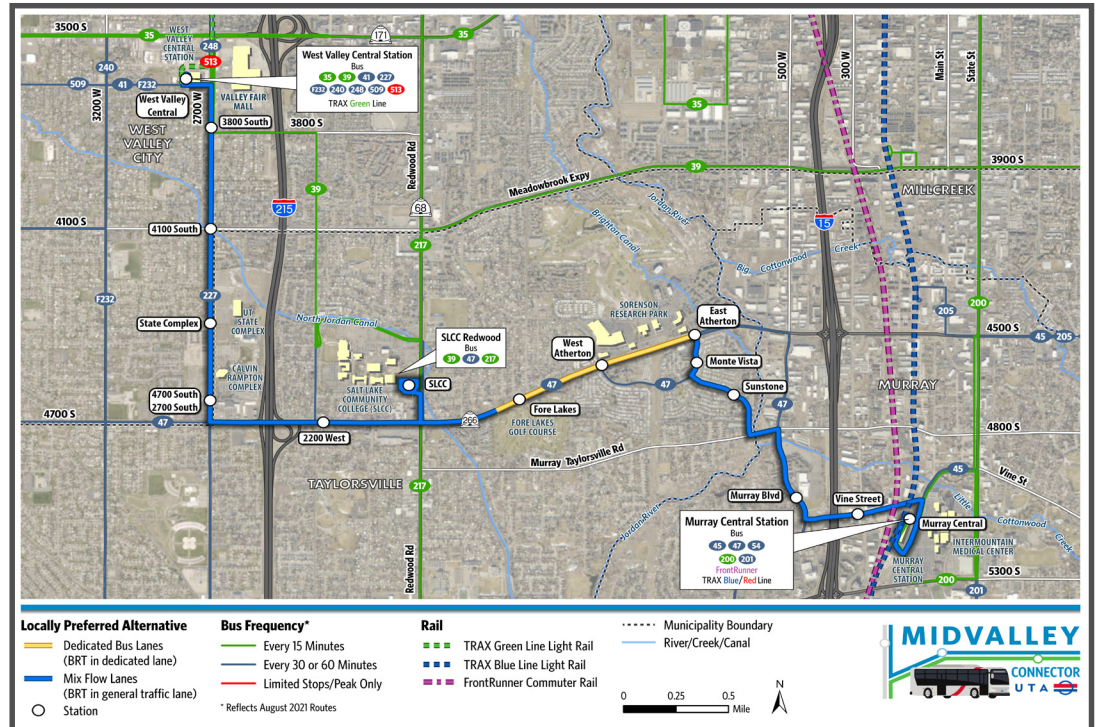 3500 S
35
171
35
WEST
VALLEY
CENTRAL
STATION
248
513
240
509
41
F232
3200 W
2700 W
West Valley
Central
VALLEY FAIR
MALL
West Valley Central Station
Bus
35 39 41 227
F232 240 248 509 513
TRAX Green Line
500 W
300 W
Main St
State St
35
WEST
VALLEY
CITY
3800 South
3800 S
Redwood Rd
39
215
68
Meadowbrook Expy
39
3900 S
MILLCREEK
Jordan River
Brighton Canal
15
Big Cottonwood Creek
4100 S
4100 South
217
F232
227
200
205
State Complex
UT
STATE
COMPLEX
North Jordan Canal
SLCC Redwood
Bus
39 47 217
SORENSON
RESEARCH PARK
East
Atherton
4500 S
45
205
West
Atherton
Monte Vista
CALVIN
RAMPTON
COMPLEX
SALT LAKE
COMMUNITY
COLLEGE (SLCC)
SLCC
47
47
Sunstone
MURRAY
4700 South
2700 South
47
Fore Lakes
4700 S
47
266
FORE LAKES
GOLF COURSE
4800 S
2200 West
Murray Taylorsville Rd
45
Vine St
TAYLORSVILLE
217
Murray Blvd
Vine Street
Little Cottonwood Creek
Jordan River
Murray Central Station
Bus
45 47 54
200 201
FrontRunner
TRAX Blue/Red Line
Murray Central
INTERMOUNTAIN
MEDICAL CENTER
MURRAY
CENTRAL
STATION
Redwood Rd
200
5300 S
201
Locally Preferred Alternative
Dedicated Bus Lanes
(BRT in dedicated lane)
Mix Flow Lanes
(BRT in general traffic lane)
Station
Bus Frequency*
Every 15 Minutes
Every 30 or 60 Minutes
Limited Stops/Peak Only
* Reflects August 2021 Routes
Rail
TRAX Green Line Light Rail
TRAX Blue Line Light Rail
FrontRunner Commuter Rail
Municipality Boundary
River/Creek/Canal
0 0.25 0.5
Mile
N
MIDVALLEY
CONNECTOR
UTA